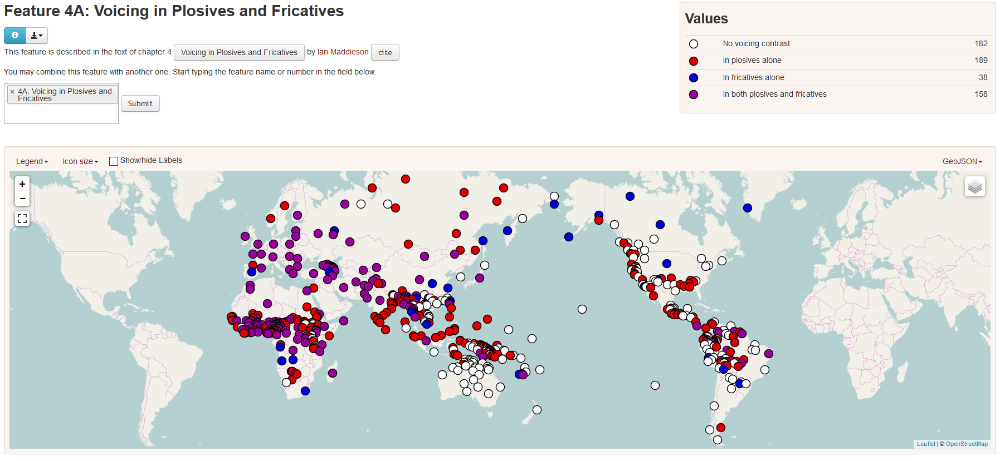 Feature 4A: Voicing in Plosives and Fricatives
This feature is described in the text of chapter 4 Voicing in Plosives and Fricatives by Ian Maddieson cite
You may combine this feature with another one. Start typing the feature name or number in the field below.
× 4A: Voicing in Plosives and
Fricatives
Submit
Values
No voicing contrast 182
In plosives alone 189
In fricatives alone 38
In both plosives and fricatives 158
Legend Icon size Show/hide Labels GeoJSON
+
−
Leaflet | © OpenStreetMap